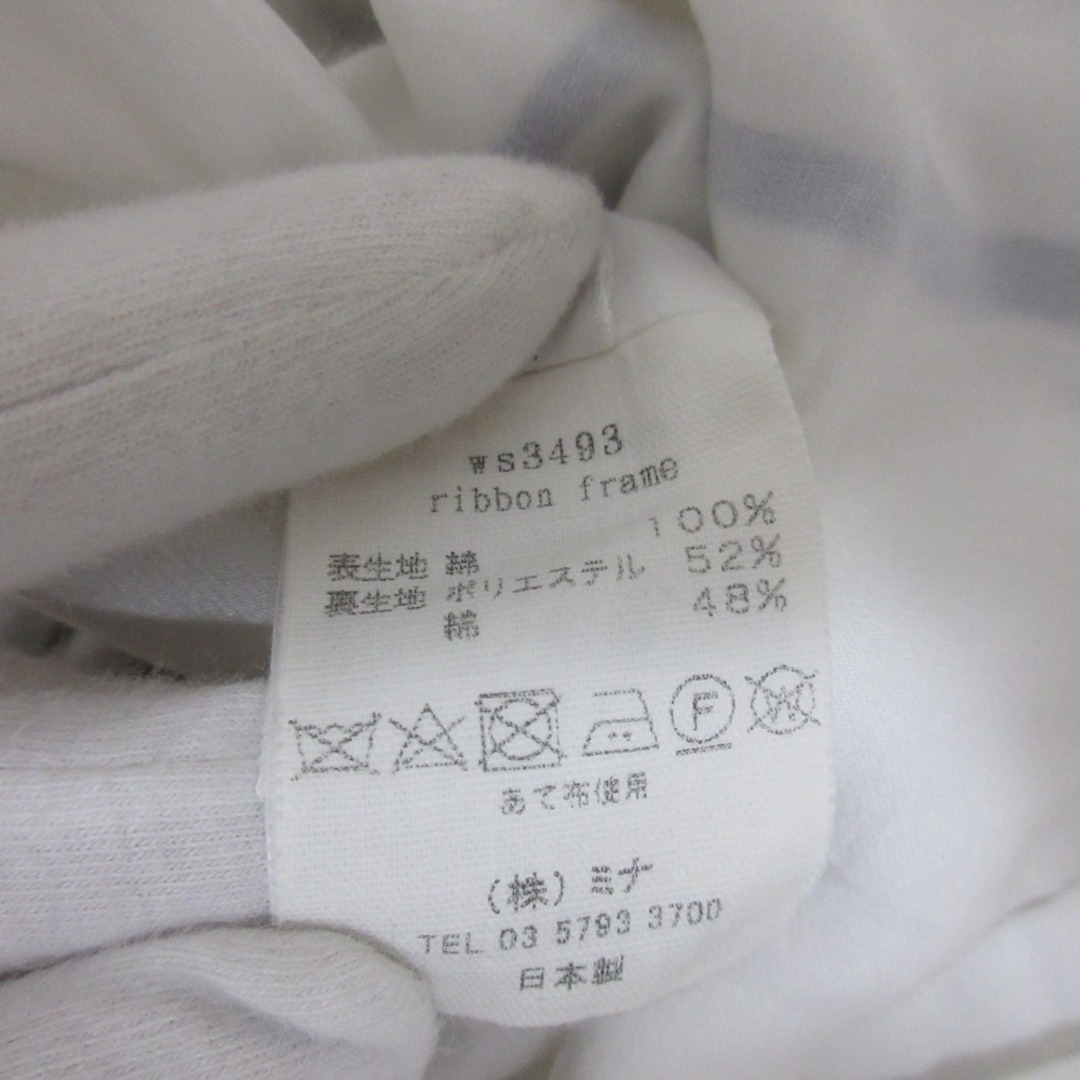 ws3493
ribbon frame
表生地 綿 100%
裏生地 ポリエステル 52%
綿 48%
F
W
あて布使用
(株) ミナ
TEL 03 5793 3700
日本製